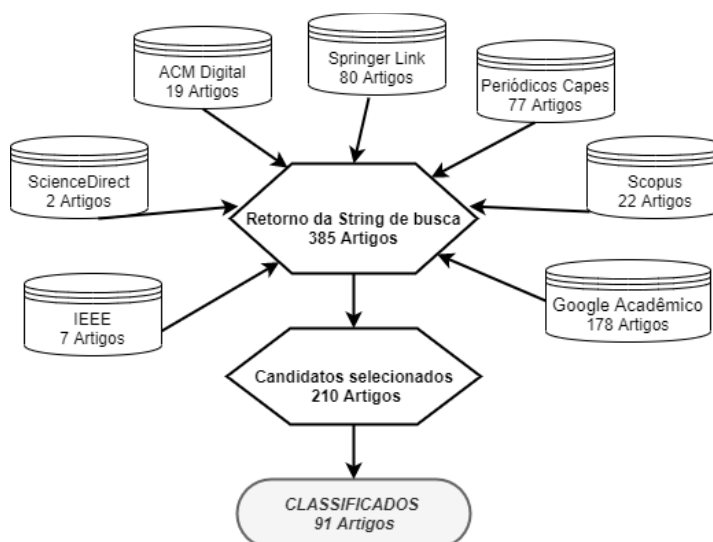 Springer Link
80 Artigos
ACM Digital
19 Artigos
Periódicos Capes
77 Artigos
ScienceDirect
2 Artigos
Scopus
22 Artigos
Retorno da String de busca
385 Artigos
IEEE
7 Artigos
Google Acadêmico
178 Artigos
Candidatos selecionados
210 Artigos
CLASSIFICADOS
91 Artigos